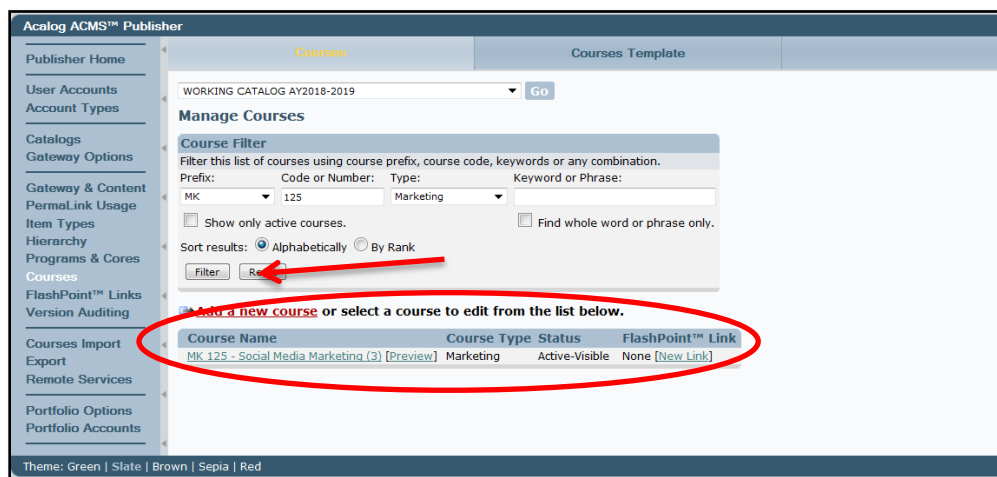 Acalog ACMS™ Publisher
Publisher Home
User Accounts
Account Types
Catalogs
Gateway Options
Gateway & Content
PermaLink Usage
Item Types
Hierarchy
Programs & Cores
Courses
FlashPoint™ Links
Version Auditing
Courses Import
Export
Remote Services
Portfolio Options
Portfolio Accounts
Courses Courses Template
WORKING CATALOG AY2018-2019 Go
Manage Courses
Course Filter
Filter this list of courses using course prefix, course code, keywords or any combination.
Prefix: Code or Number: Type: Keyword or Phrase:
MK 125 Marketing
Show only active courses. Find whole word or phrase only.
Sort results: Alphabetically By Rank
Filter
Add a new course or select a course to edit from the list below.
Course Name Course Type Status FlashPoint™ Link
MK 125 - Social Media Marketing (3) [Preview] Marketing Active-Visible None [New Link]
Theme: Green | Slate | Brown | Sepia | Red